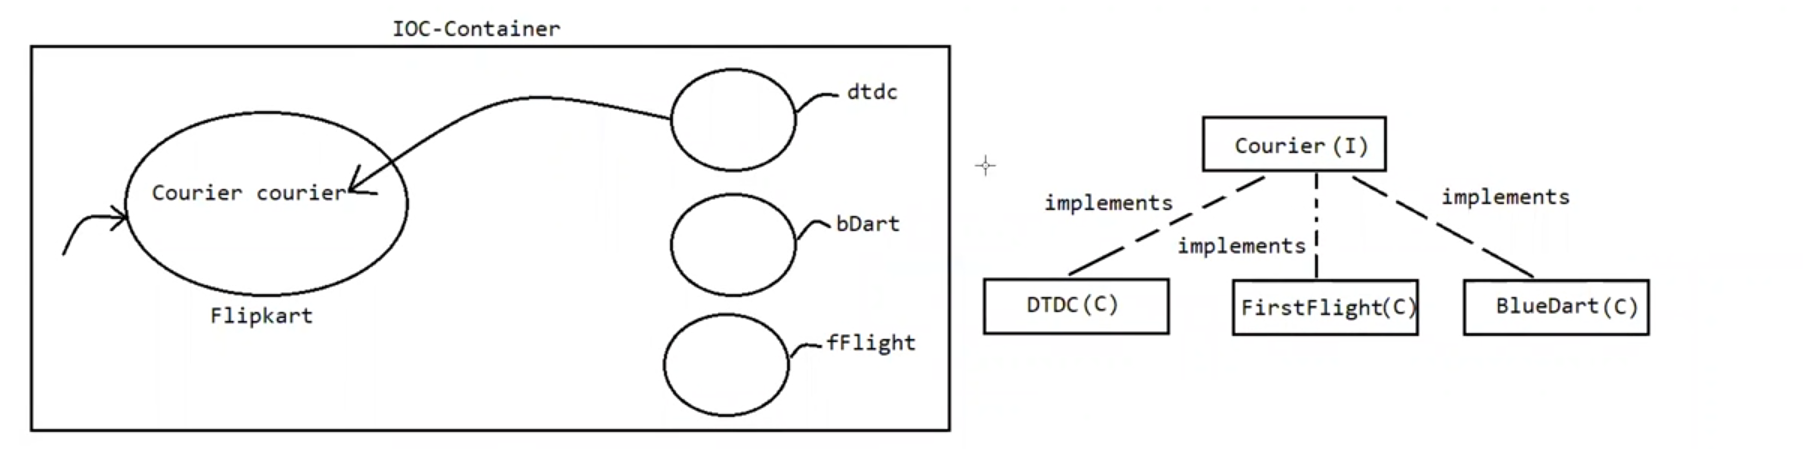 IOC-Container
dtdc
Courier courier
bDart
Flipkart
fFlight
Courier (I)
implements
implements
implements
DTDC(C)
FirstFlight(C)
BlueDart(C)